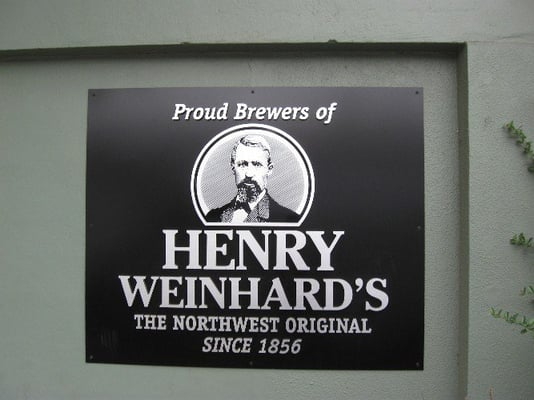 Proud Brewers of
HENRY
WEINHARD'S
THE NORTHWEST ORIGINAL
SINCE 1856